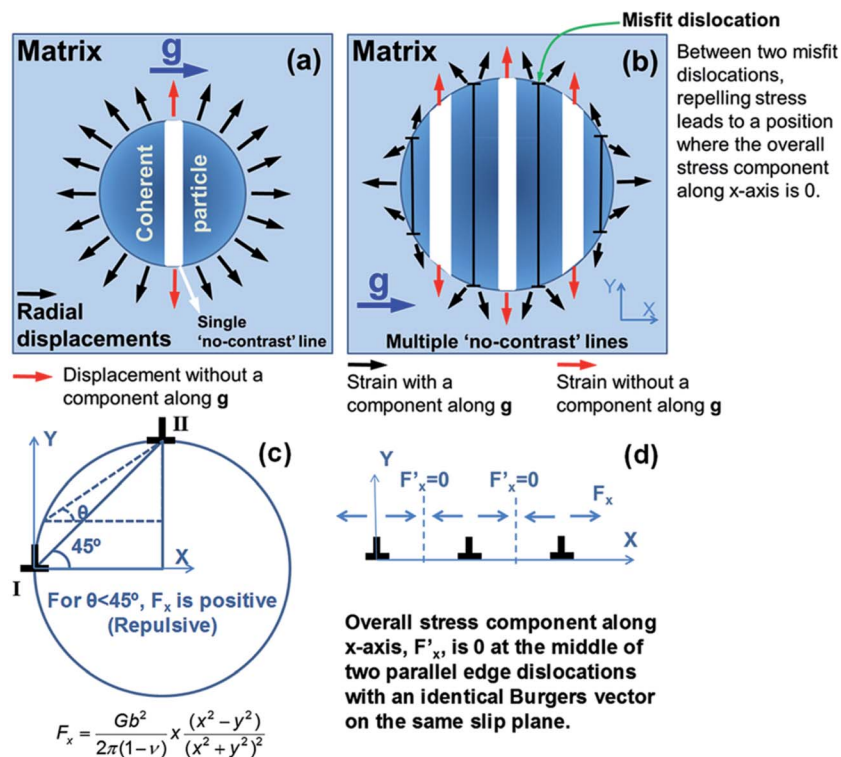 Matrix
g
(a)
Coherent
particle
Radial
displacements
Single
‘no-contrast’ line
Displacement without a
component along g
Matrix
(b)
Misfit dislocation
Between two misfit
dislocations,
repelling stress
leads to a position
where the overall
stress component
along x-axis is 0.
g
Y
X
Multiple ‘no-contrast’ lines
Strain with a
component along g
Strain without a
component along g
II
Y
(c)
θ
45º
X
I
For θ<45º, Fx is positive
(Repulsive)
Fx = Gb²/2π(1−ν) x (x²−y²)/(x²+y²)²
(d)
Y
F'x=0
F'x=0
Fx
X
Overall stress component along
x-axis, F'x, is 0 at the middle of
two parallel edge dislocations
with an identical Burgers vector
on the same slip plane.